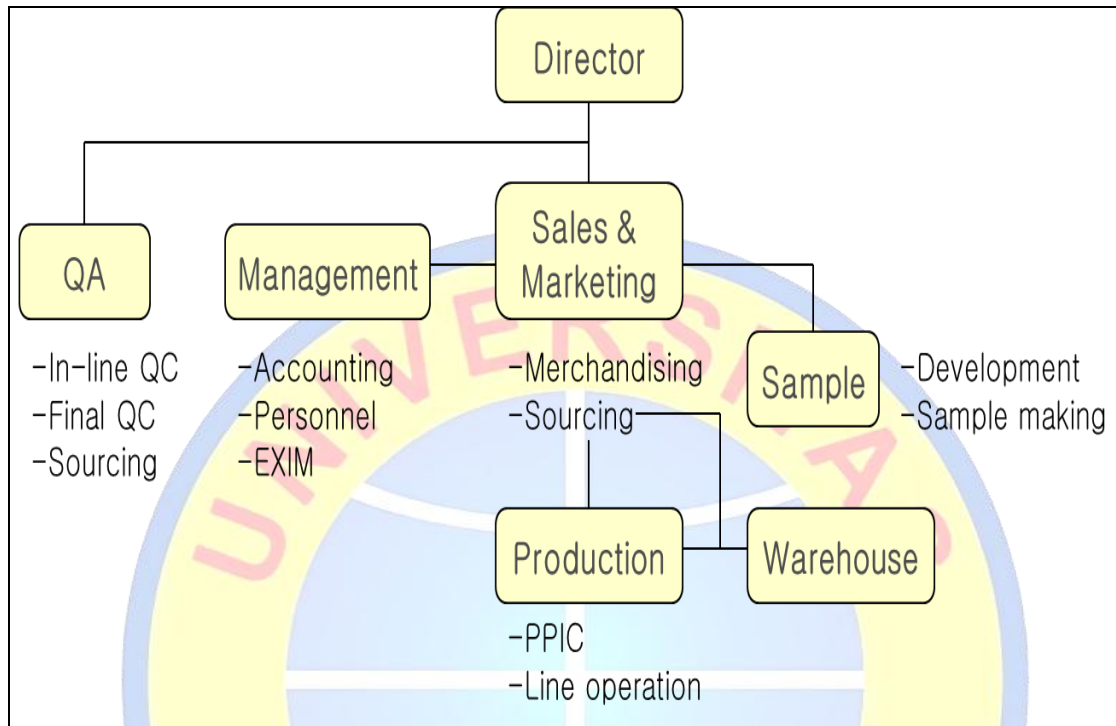 Director
QA
Management
Sales &
Marketing
-In-line QC
-Final QC
-Sourcing
-Accounting
-Personnel
-EXIM
-Merchandising
-Sourcing
Sample
-Development
-Sample making
Production
Warehouse
-PPIC
-Line operation
UNIVERSITAS